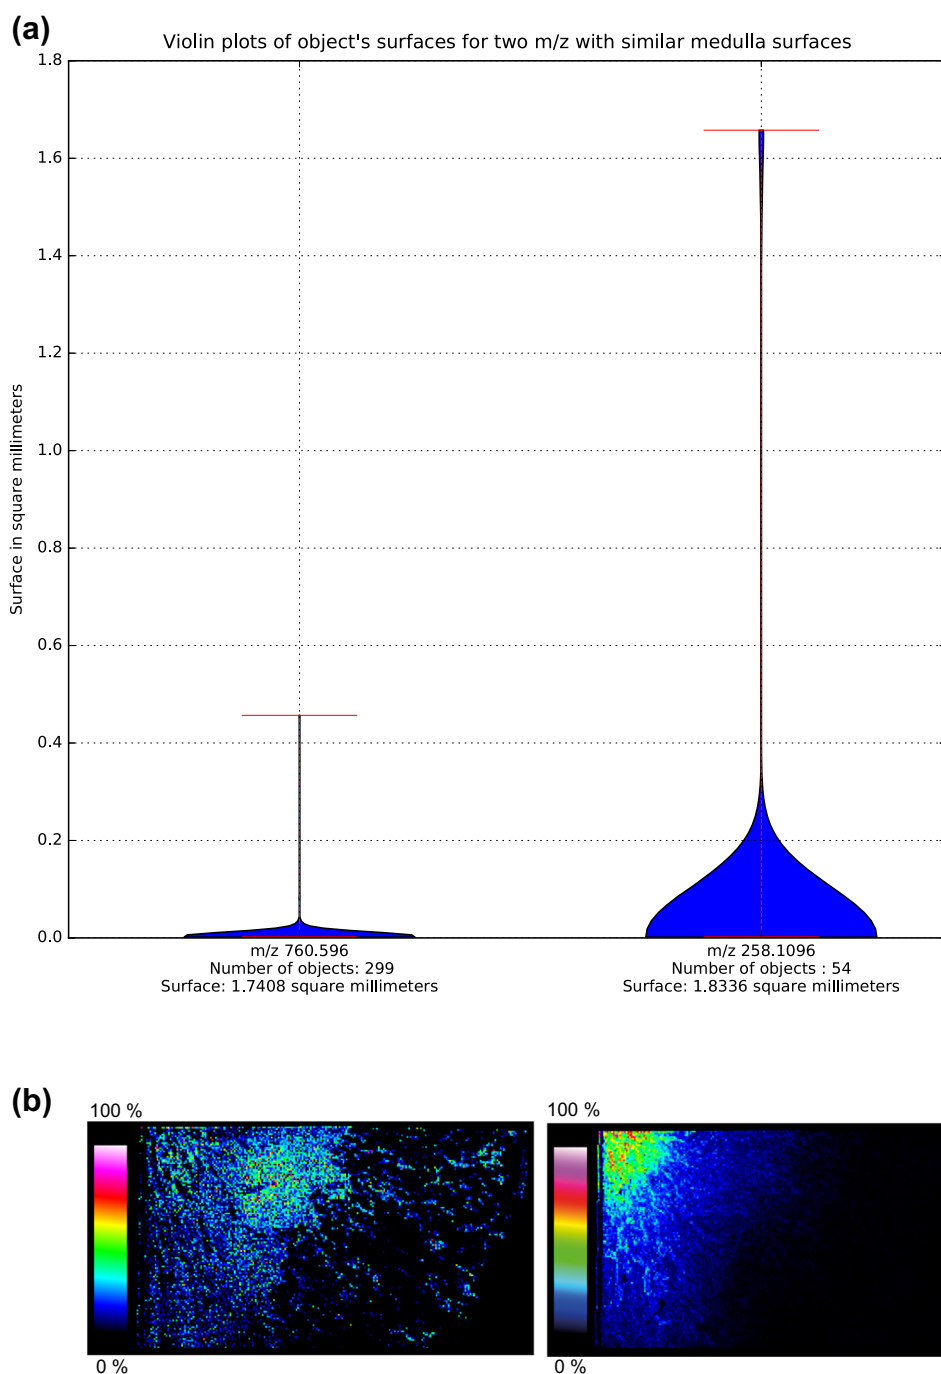 (a)
Violin plots of object's surfaces for two m/z with similar medulla surfaces
1.8
1.6
1.4
1.2
1.0
0.8
0.6
0.4
0.2
0.0
Surface in square millimeters
m/z 760.596
Number of objects: 299
Surface: 1.7408 square millimeters
m/z 258.1096
Number of objects : 54
Surface: 1.8336 square millimeters
(b)
100 %
0 %
100 %
0 %